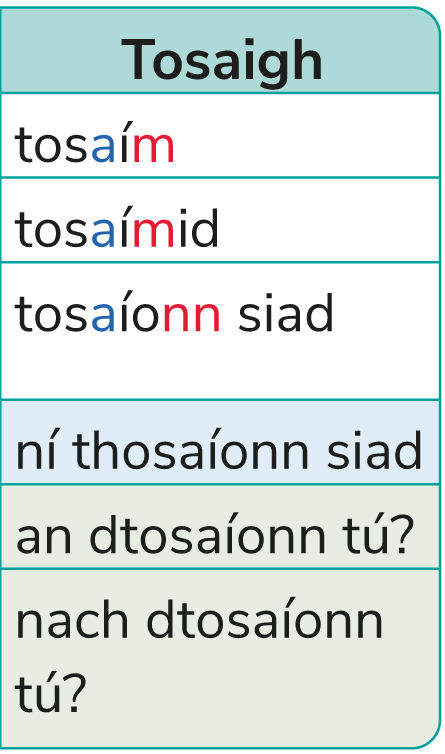 Tosaigh
tosaím
tosaímid
tosaíonn siad
ní thosaíonn siad
an dtosaíonn tú?
nach dtosaíonn
tú?